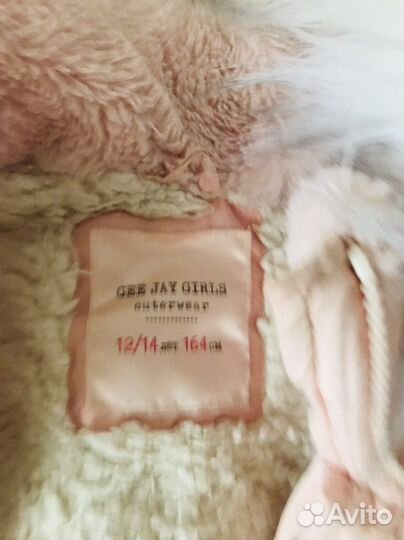 GEE JAY GIRLS
outerwear
12/14 лет 164 см
Avito